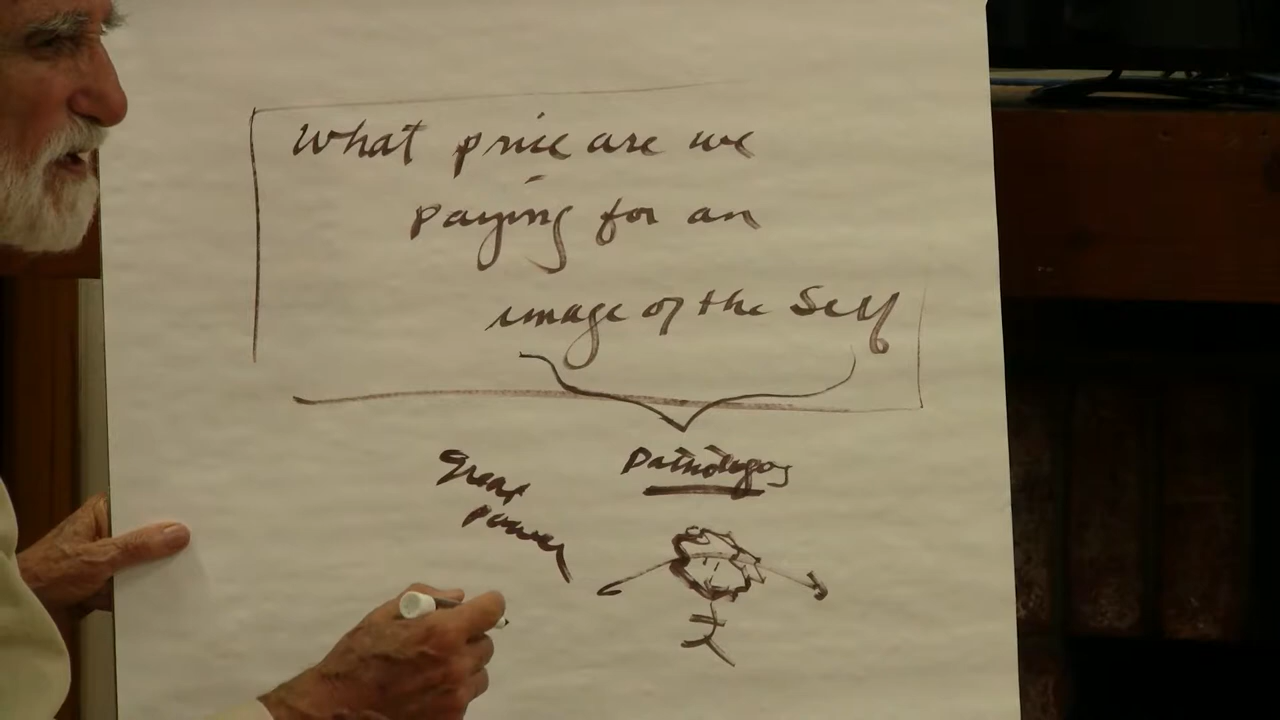 What price are we
paying for an
image of the Self
Pathology
Great
power